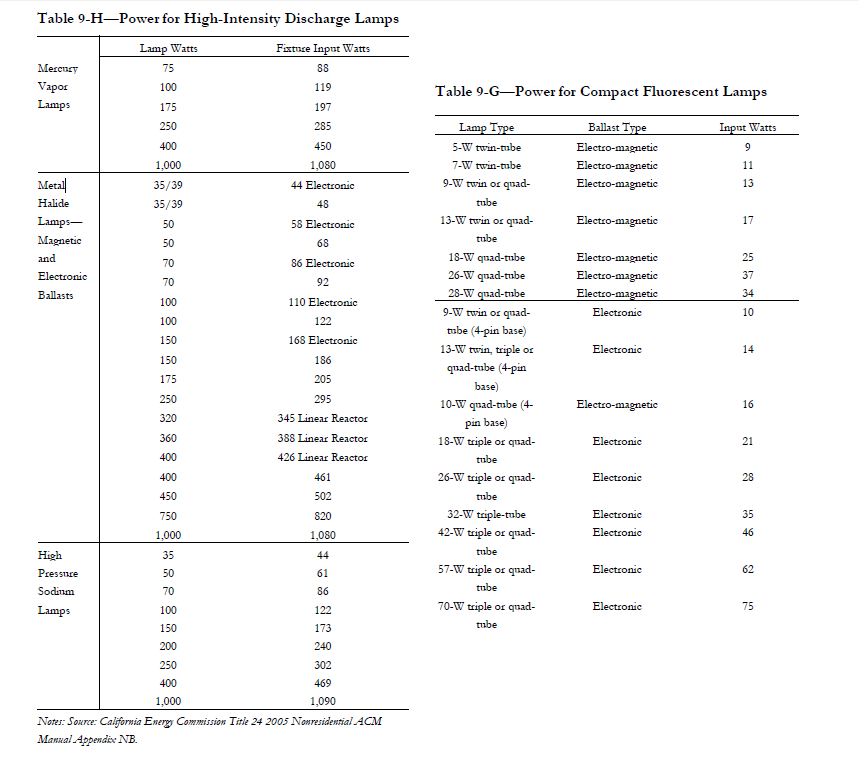 Table 9-H—Power for High-Intensity Discharge Lamps
Lamp Watts Fixture Input Watts
Mercury 75 88
Vapor 100 119
Lamps 175 197
250 285
400 450
1,000 1,080
Metal 35/39 44 Electronic
Halide 35/39 48
Lamps— 50 58 Electronic
Magnetic 50 68
and 70 86 Electronic
Electronic 70 92
Ballasts 100 110 Electronic
100 122
150 168 Electronic
150 186
175 205
250 295
320 345 Linear Reactor
360 388 Linear Reactor
400 426 Linear Reactor
400 461
450 502
750 820
1,000 1,080
High 35 44
Pressure 50 61
Sodium 70 86
Lamps 100 122
150 173
200 240
250 302
400 469
1,000 1,090
Notes: Source: California Energy Commission Title 24 2005 Nonresidential ACM
Manual Appendix NB.
Table 9-G—Power for Compact Fluorescent Lamps
Lamp Type Ballast Type Input Watts
5-W twin-tube Electro-magnetic 9
7-W twin-tube Electro-magnetic 11
9-W twin or quad- Electro-magnetic 13
tube
13-W twin or quad- Electro-magnetic 17
tube
18-W quad-tube Electro-magnetic 25
26-W quad-tube Electro-magnetic 37
28-W quad-tube Electro-magnetic 34
9-W twin or quad- Electronic 10
tube (4-pin base)
13-W twin, triple or Electronic 14
quad-tube (4-pin
base)
10-W quad-tube (4- Electro-magnetic 16
pin base)
18-W triple or quad- Electronic 21
tube
26-W triple or quad- Electronic 28
tube
32-W triple-tube Electronic 35
42-W triple or quad- Electronic 46
tube
57-W triple or quad- Electronic 62
tube
70-W triple or quad- Electronic 75
tube